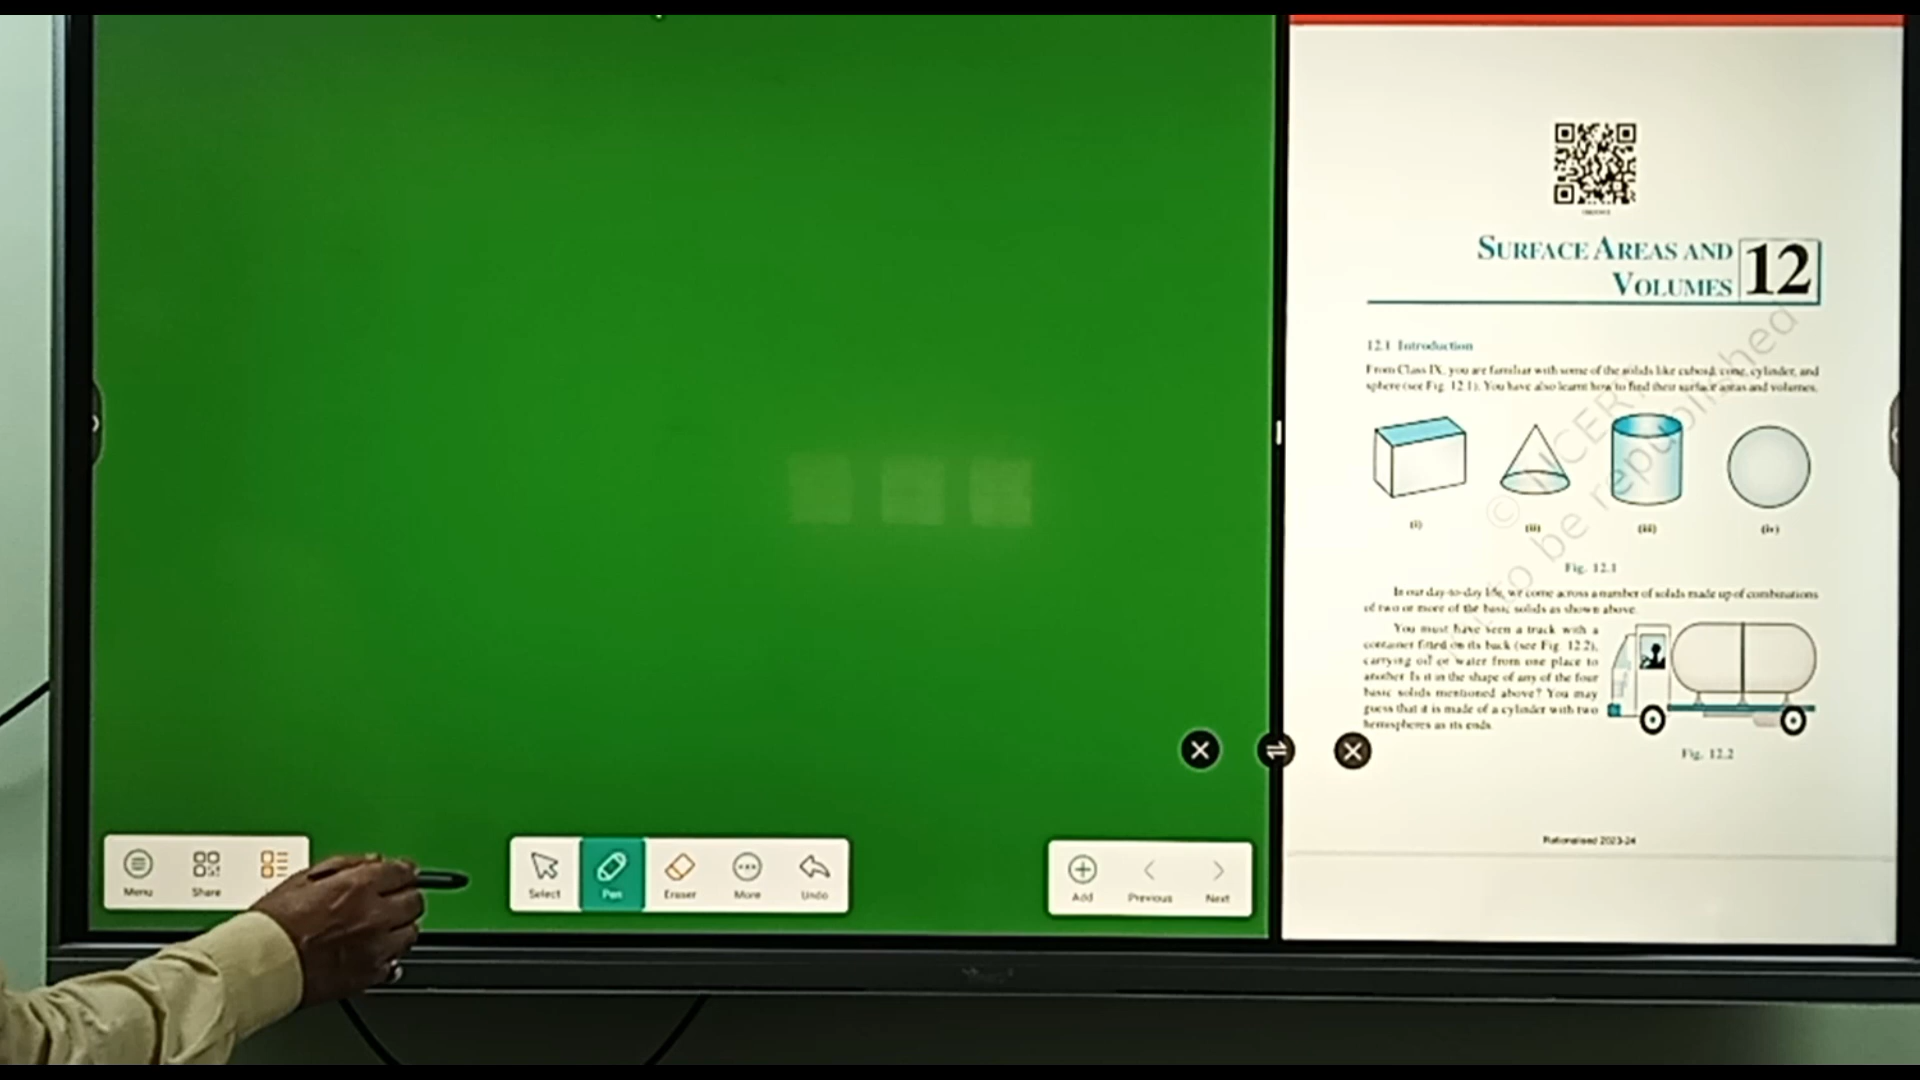 SURFACE AREAS AND
VOLUMES
12
12.1 Introduction
From Class IX, you are familiar with some of the solids like cuboid, cone, cylinder, and
sphere (see Fig. 12.1). You have also learnt how to find their surface areas and volumes.
(i) (ii) (iii) (iv)
Fig. 12.1
In our day-to-day life, we come across a number of solids made up of combinations
of two or more of the basic solids as shown above.
You must have seen a truck with a
container fitted on its back (see Fig. 12.2),
carrying oil or water from one place to
another. Is it in the shape of any of the four
basic solids mentioned above? You may
guess that it is made of a cylinder with two
hemispheres as its ends.
Fig. 12.2
Rationalised 2023-24
© NCERT
to be republished
Menu Share
Select Pen Eraser More Undo
Add Previous Next